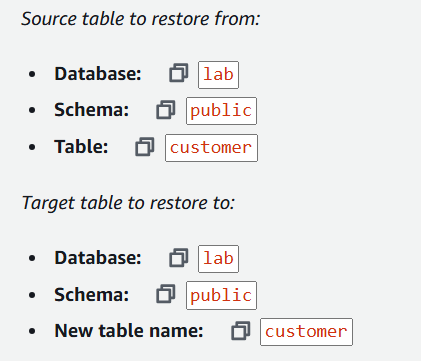 Source table to restore from:
Database: lab
Schema: public
Table: customer
Target table to restore to:
Database: lab
Schema: public
New table name: customer